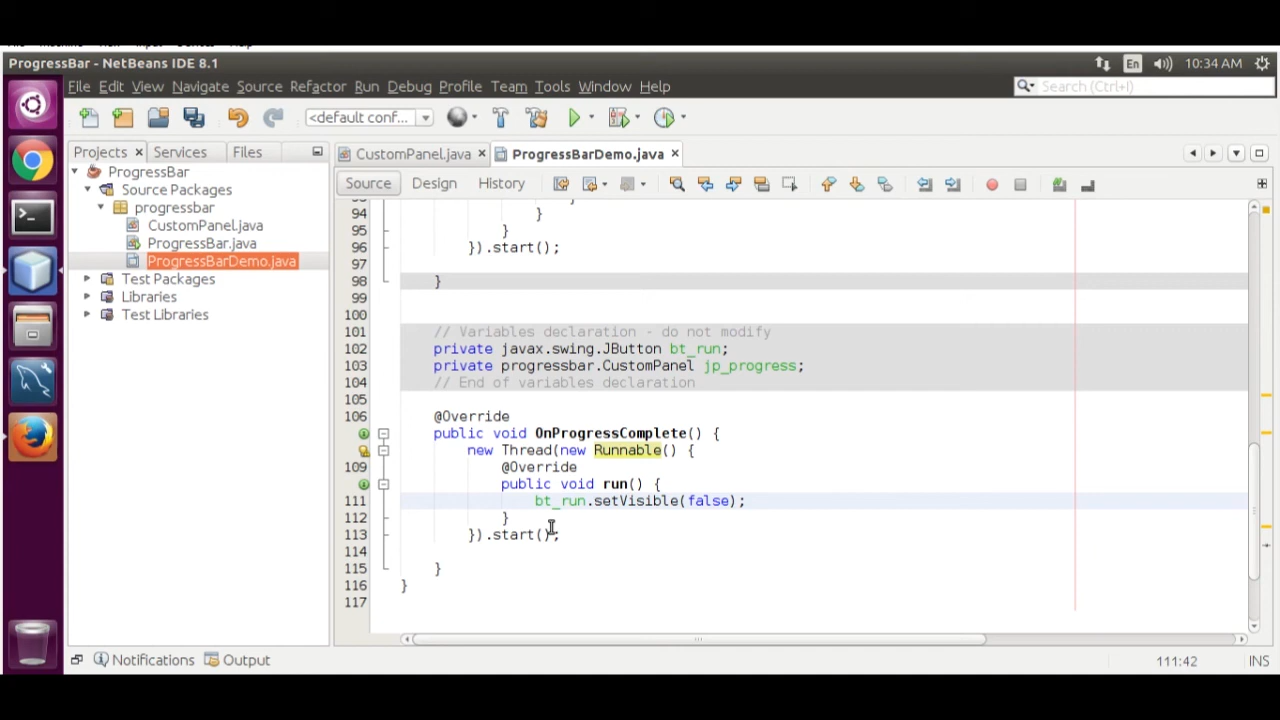 ProgressBar - NetBeans IDE 8.1
En
10:34 AM
File Edit View Navigate Source Refactor Run Debug Profile Team Tools Window Help
Search (Ctrl+I)
<default conf...
Projects
Services
Files
CustomPanel.java
ProgressBarDemo.java
ProgressBar
Source Packages
progressbar
CustomPanel.java
ProgressBar.java
ProgressBarDemo.java
Test Packages
Libraries
Test Libraries
Source
Design
History
94 }
95 }
96 }).start();
97
98 }
99
100
101 // Variables declaration - do not modify
102 private javax.swing.JButton bt_run;
103 private progressbar.CustomPanel jp_progress;
104 // End of variables declaration
105
106 @Override
public void OnProgressComplete() {
new Thread(new Runnable() {
109 @Override
public void run() {
111 bt_run.setVisible(false);
112 }
113 }).start();
114
115 }
116 }
117
Notifications
Output
111:42
INS